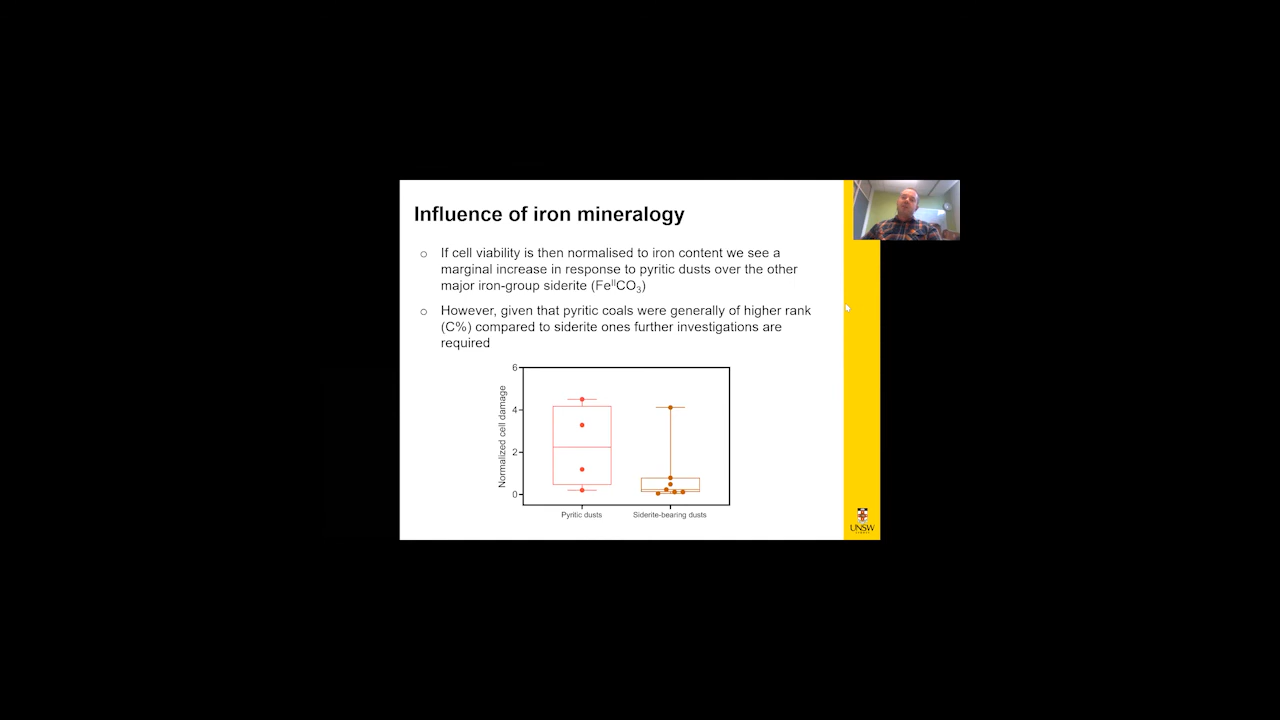 Influence of iron mineralogy
o If cell viability is then normalised to iron content we see a
marginal increase in response to pyritic dusts over the other
major iron-group siderite (FeᴵᴵCO₃)
o However, given that pyritic coals were generally of higher rank
(C%) compared to siderite ones further investigations are
required
Normalized cell damage
6
4
2
0
Pyritic dusts
Siderite-bearing dusts
UNSW